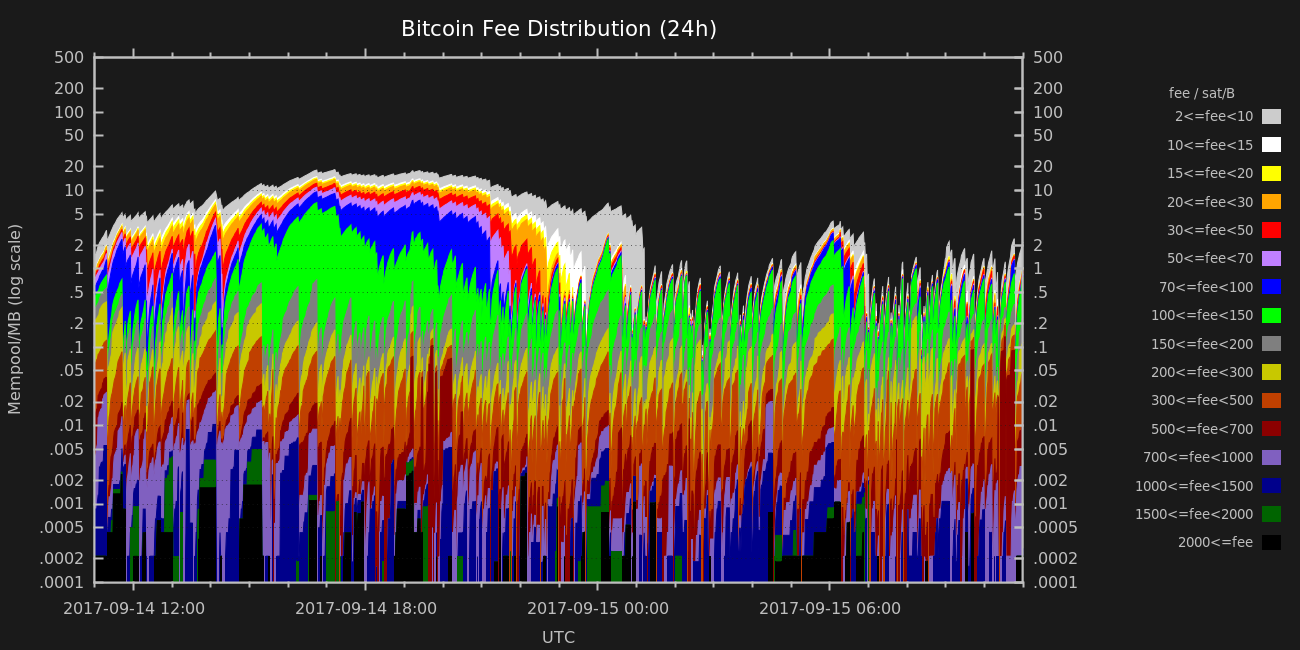 Bitcoin Fee Distribution (24h)
Mempool/MB (log scale)
500
200
100
50
20
10
5
2
1
.5
.2
.1
.05
.02
.01
.005
.002
.001
.0005
.0002
.0001
500
200
100
50
20
10
5
2
1
.5
.2
.1
.05
.02
.01
.005
.002
.001
.0005
.0002
.0001
2017-09-14 12:00
2017-09-14 18:00
2017-09-15 00:00
2017-09-15 06:00
UTC
fee / sat/B
2<=fee<10
10<=fee<15
15<=fee<20
20<=fee<30
30<=fee<50
50<=fee<70
70<=fee<100
100<=fee<150
150<=fee<200
200<=fee<300
300<=fee<500
500<=fee<700
700<=fee<1000
1000<=fee<1500
1500<=fee<2000
2000<=fee